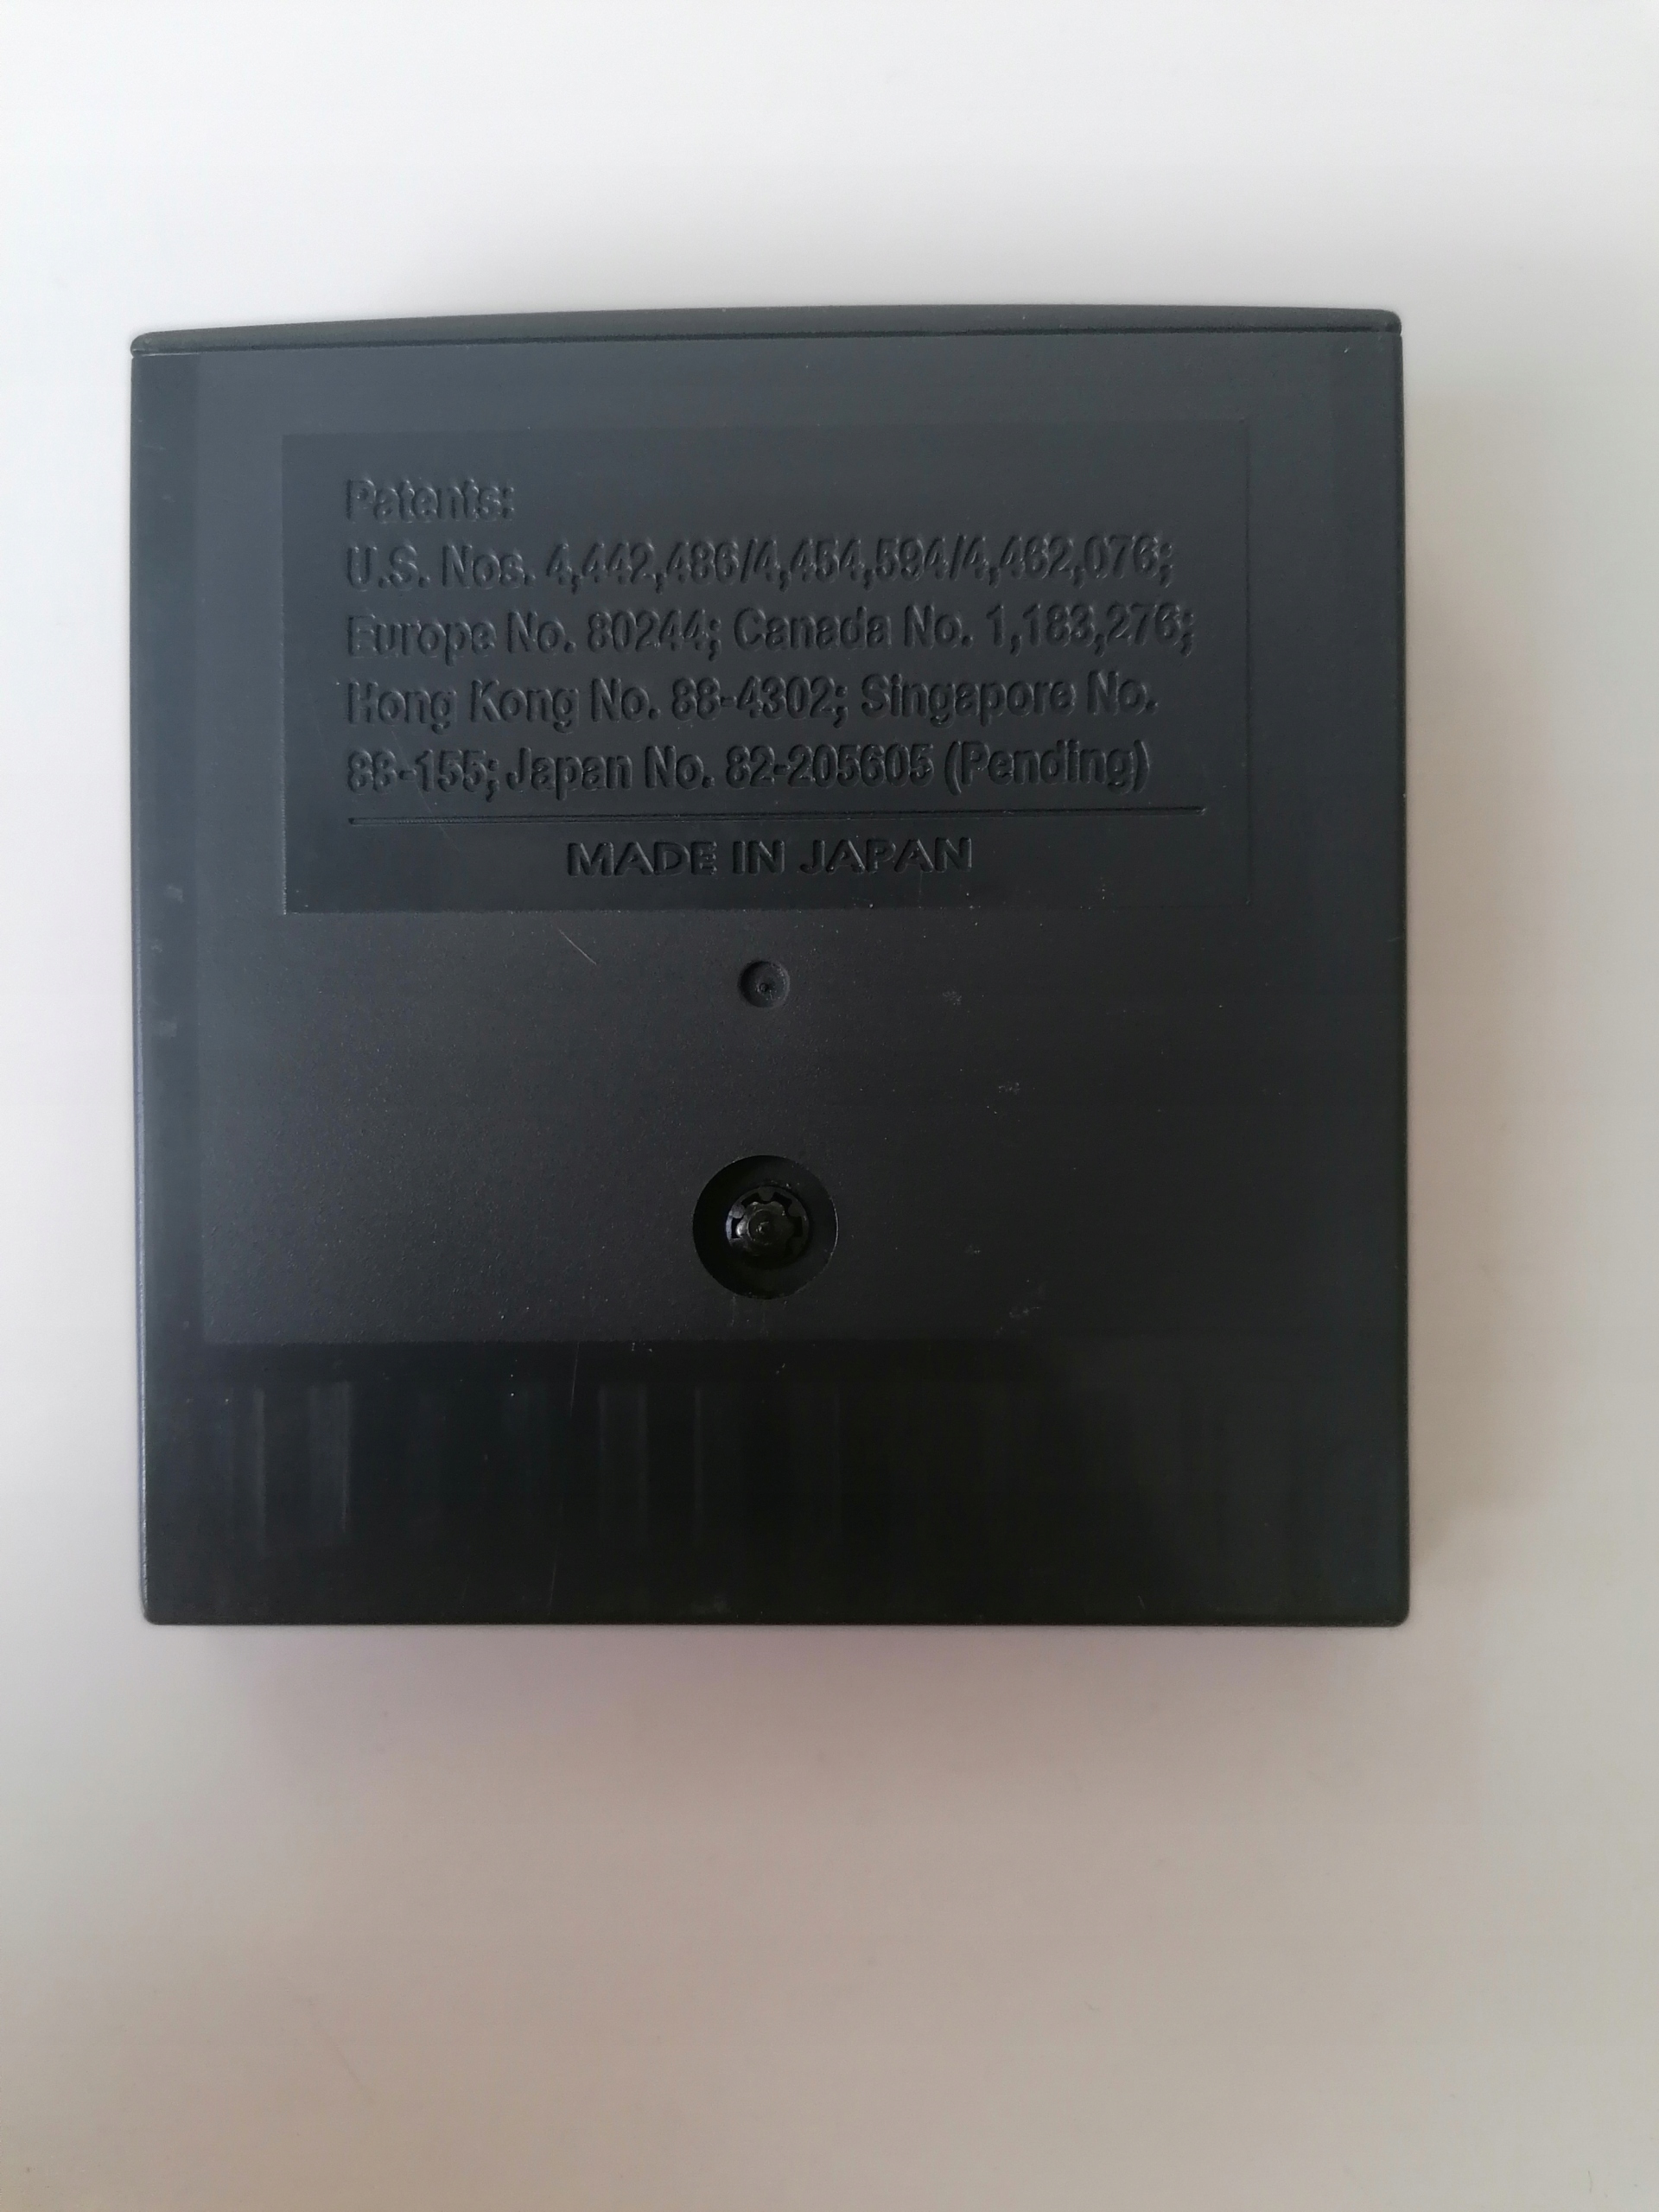 Patents:
U.S. Nos. 4,442,486/4,454,594/4,462,076;
Europe No. 80244; Canada No. 1,183,276;
Hong Kong No. 88-4302; Singapore No.
88-155; Japan No. 82-205605 (Pending)
MADE IN JAPAN